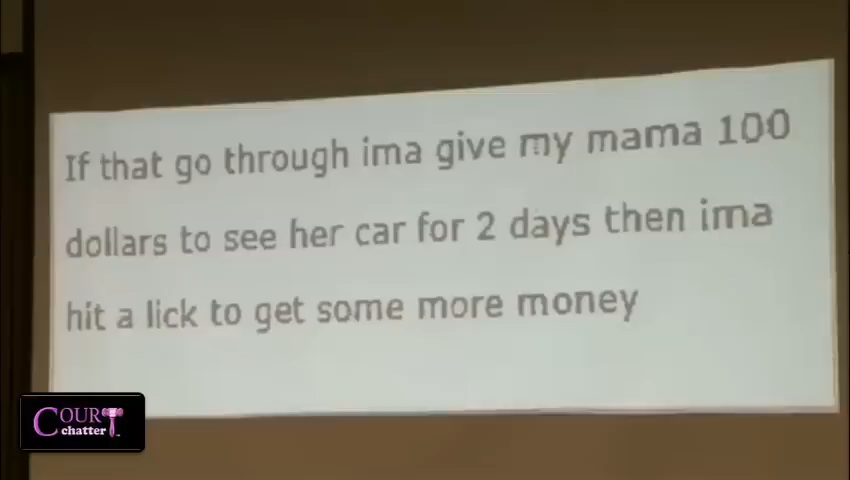 If that go through ima give my mama 100
dollars to see her car for 2 days then ima
hit a lick to get some more money
COURT
chatter